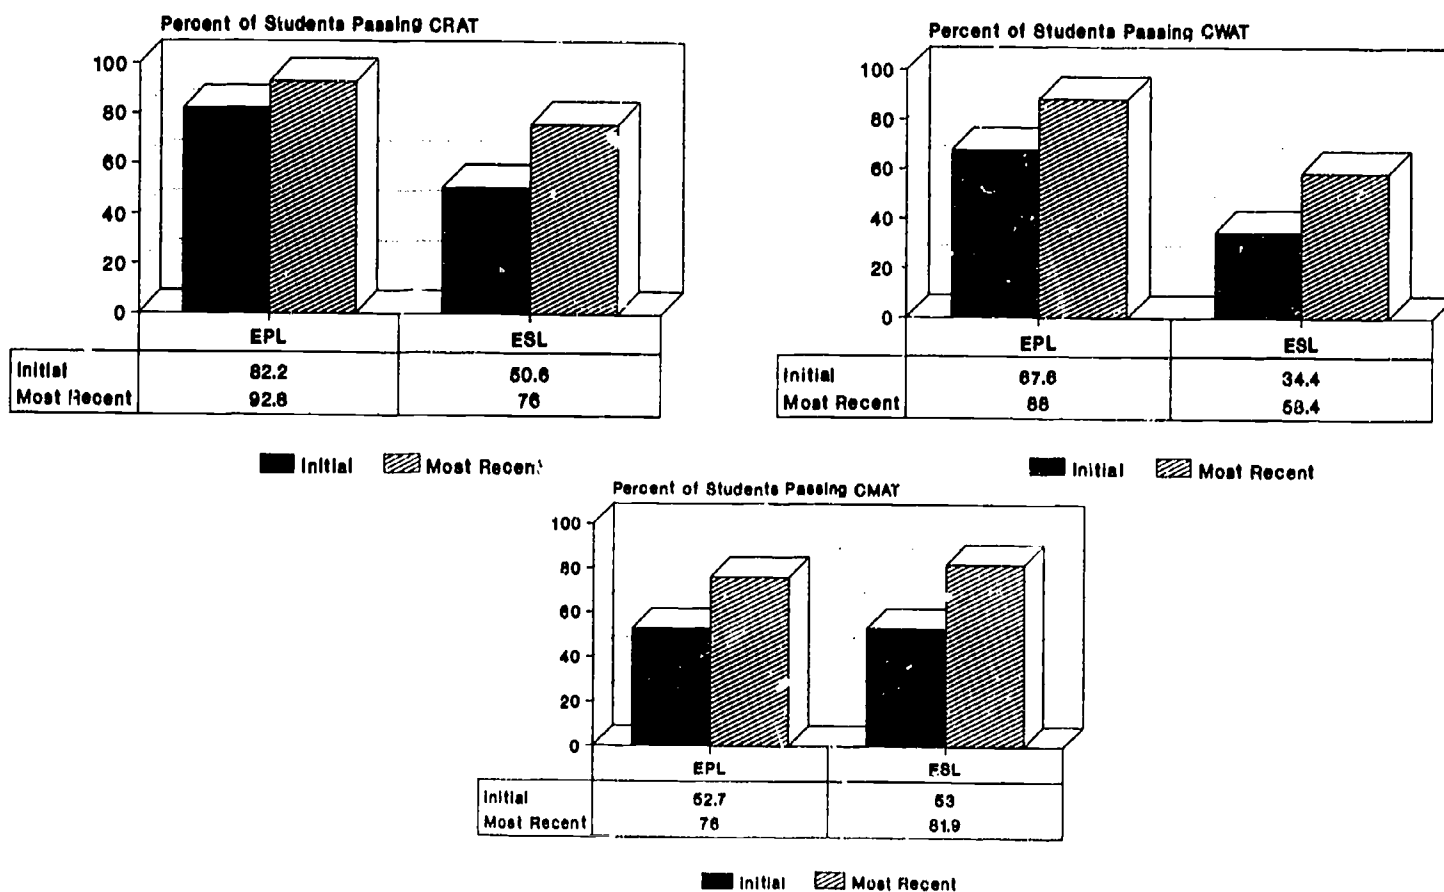 Percent of Students Passing CRAT
100
80
60
40
20
0
EPL ESL
Initial 82.2 50.6
Most Recent 92.8 76
Initial Most Recent
Percent of Students Passing CWAT
100
80
60
40
20
0
EPL ESL
Initial 67.6 34.4
Most Recent 88 58.4
Initial Most Recent
Percent of Students Passing CMAT
100
80
60
40
20
0
EPL ESL
Initial 52.7 53
Most Recent 76 81.9
Initial Most Recent